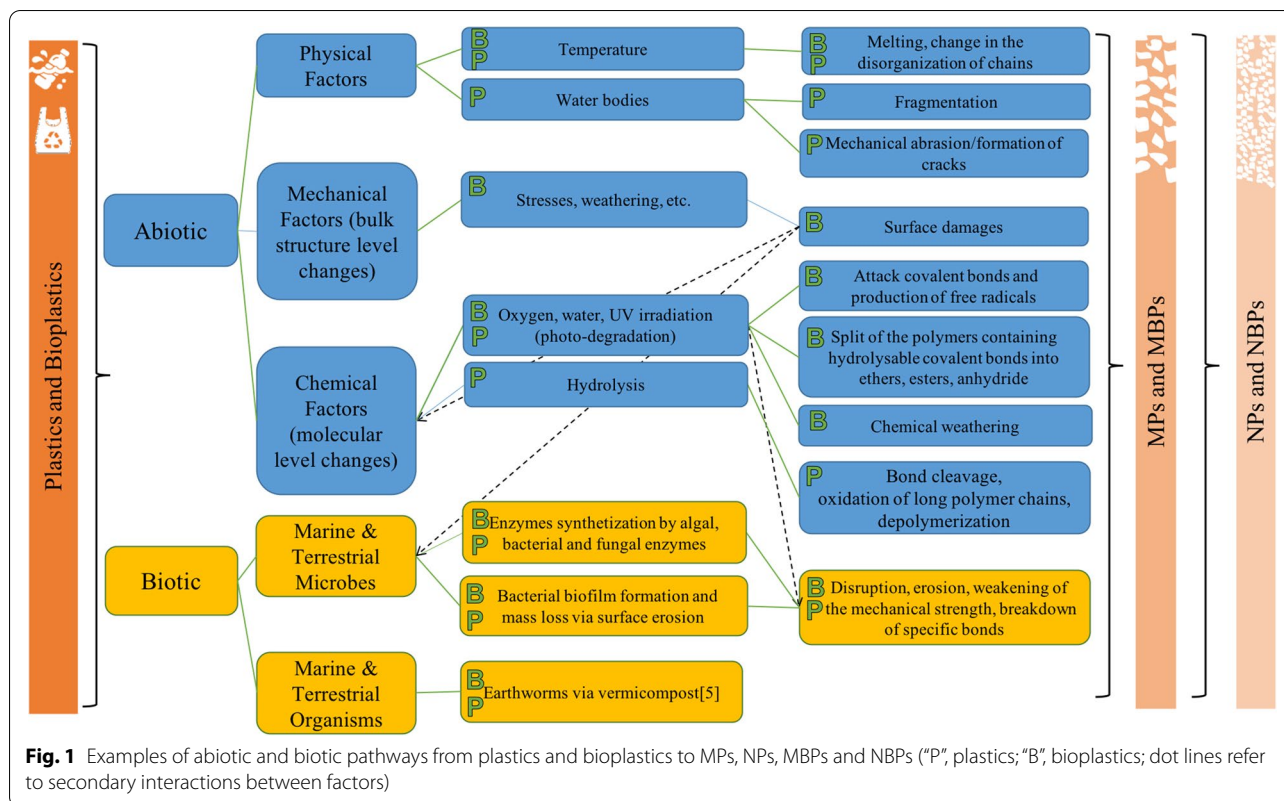 Plastics and Bioplastics
Abiotic
Biotic
Physical
Factors
Mechanical
Factors (bulk
structure level
changes)
Chemical
Factors
(molecular
level changes)
Marine &
Terrestrial
Microbes
Marine &
Terrestrial
Organisms
B
P
Temperature
P
Water bodies
B
Stresses, weathering, etc.
B
P
Oxygen, water, UV irradiation
(photo-degradation)
P
Hydrolysis
B
P
Enzymes synthetization by algal,
bacterial and fungal enzymes
B
P
Bacterial biofilm formation and
mass loss via surface erosion
B
P
Earthworms via vermicompost[5]
B
P
Melting, change in the
disorganization of chains
P
Fragmentation
P
Mechanical abrasion/formation of
cracks
B
Surface damages
B
Attack covalent bonds and
production of free radicals
B
Split of the polymers containing
hydrolysable covalent bonds into
ethers, esters, anhydride
B
Chemical weathering
P
Bond cleavage,
oxidation of long polymer chains,
depolymerization
B
P
Disruption, erosion, weakening of
the mechanical strength, breakdown
of specific bonds
MPs and MBPs
NPs and NBPs
Fig. 1 Examples of abiotic and biotic pathways from plastics and bioplastics to MPs, NPs, MBPs and NBPs (“P”, plastics; “B”, bioplastics; dot lines refer
to secondary interactions between factors)